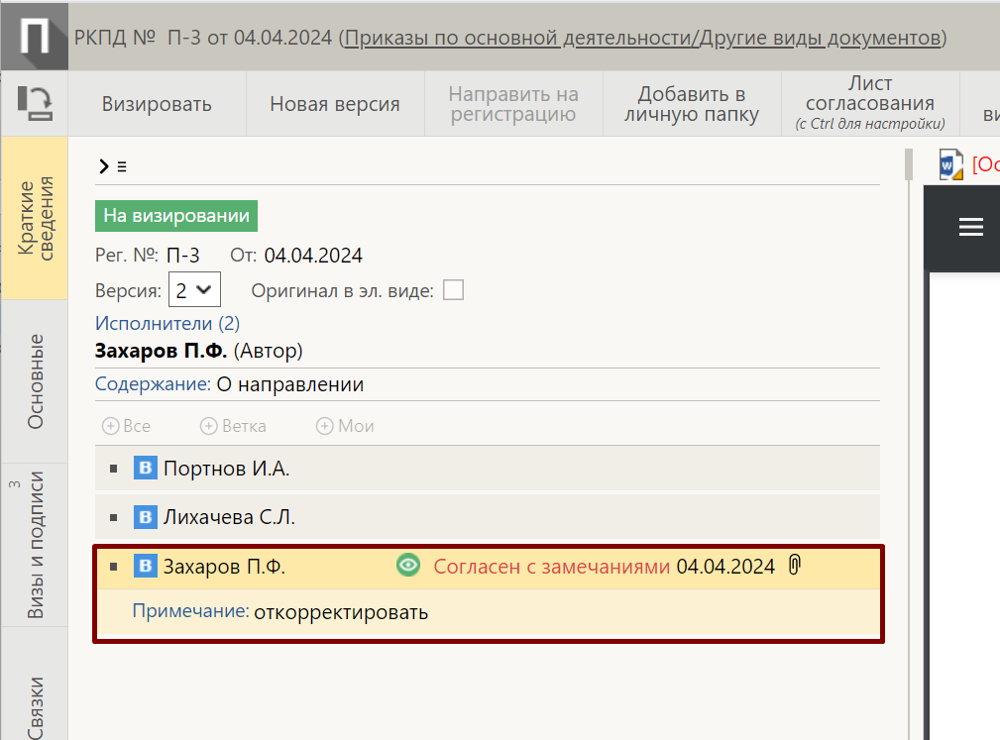 П
РКПД № П-3 от 04.04.2024 (Приказы по основной деятельности/Другие виды документов)
Визировать
Новая версия
Направить на
регистрацию
Добавить в
личную папку
Лист
согласования
(с Ctrl для настройки)
ви
Краткие
сведения
Основные
3
Визы и подписи
Связки
[Ос
На визировании
Рег. №: П-3 От: 04.04.2024
Версия: 2 Оригинал в эл. виде:
Исполнители (2)
Захаров П.Ф. (Автор)
Содержание: О направлении
Все Ветка Мои
В Портнов И.А.
В Лихачева С.Л.
В Захаров П.Ф. Согласен с замечаниями 04.04.2024
Примечание: откорректировать